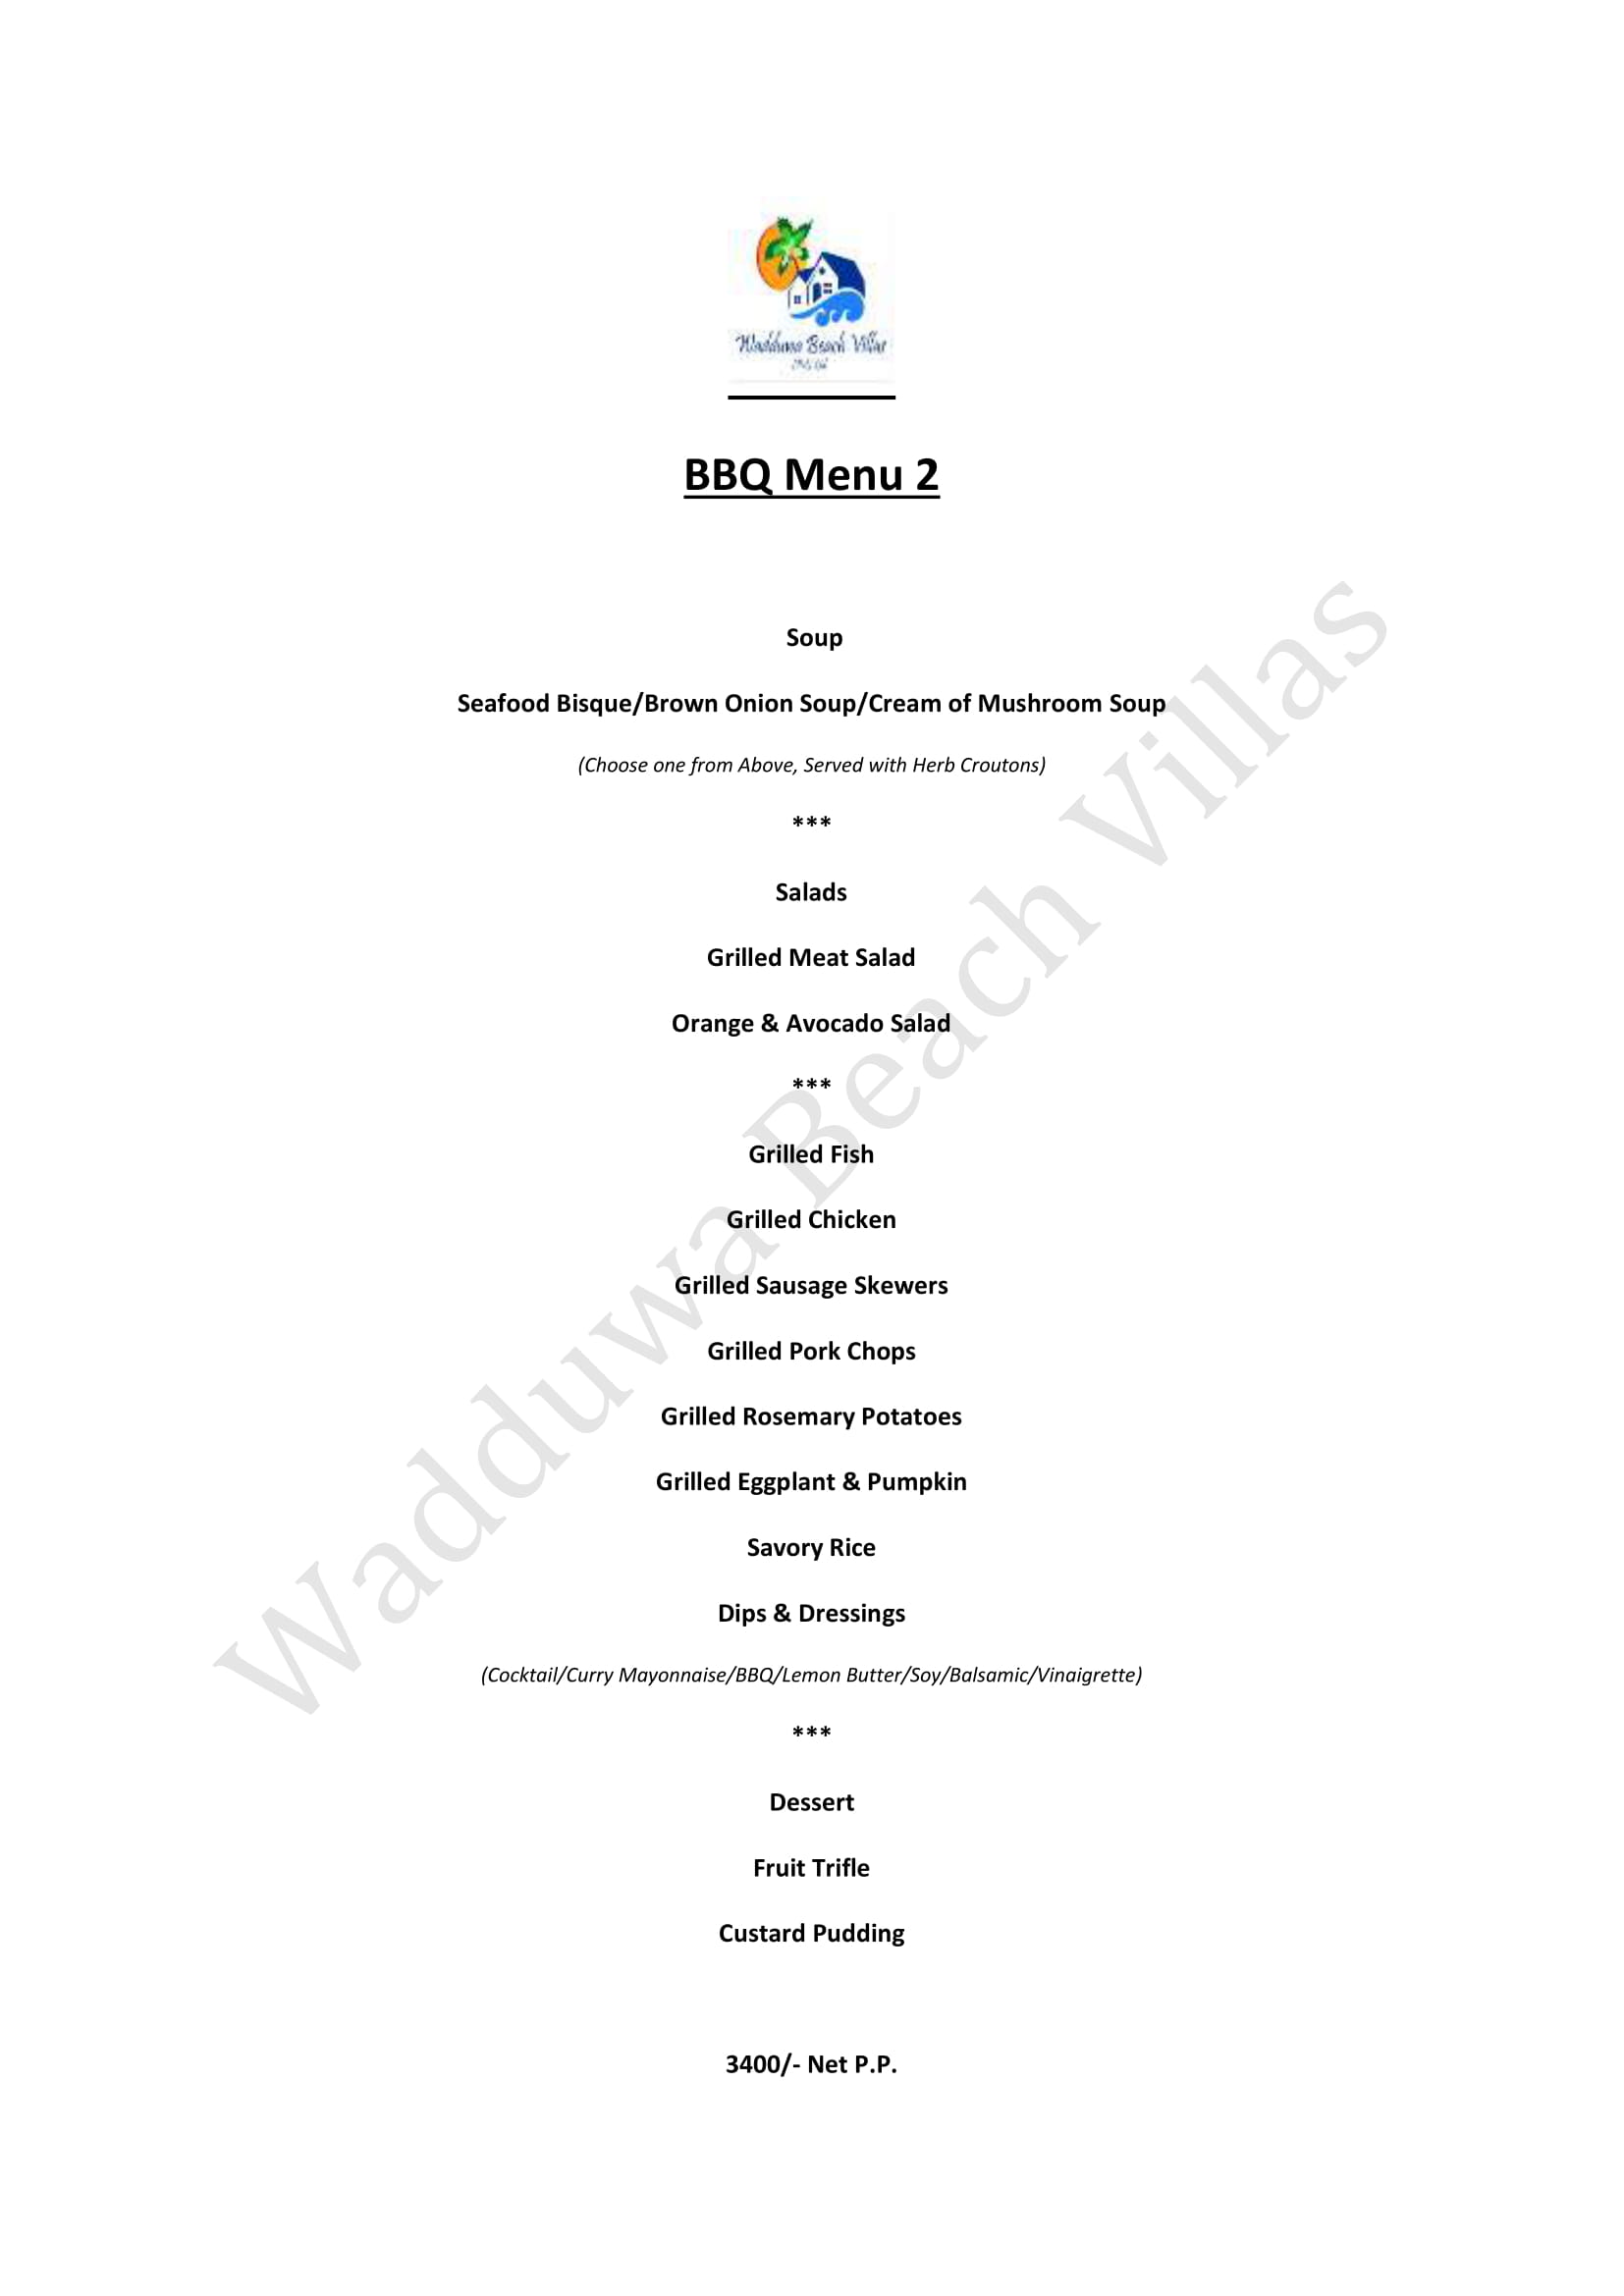 Wadduwa Beach Villas
BBQ Menu 2
Soup
Seafood Bisque/Brown Onion Soup/Cream of Mushroom Soup
(Choose one from Above, Served with Herb Croutons)
***
Salads
Grilled Meat Salad
Orange & Avocado Salad
***
Grilled Fish
Grilled Chicken
Grilled Sausage Skewers
Grilled Pork Chops
Grilled Rosemary Potatoes
Grilled Eggplant & Pumpkin
Savory Rice
Dips & Dressings
(Cocktail/Curry Mayonnaise/BBQ/Lemon Butter/Soy/Balsamic/Vinaigrette)
***
Dessert
Fruit Trifle
Custard Pudding
3400/- Net P.P.
Wadduwa Beach Villas